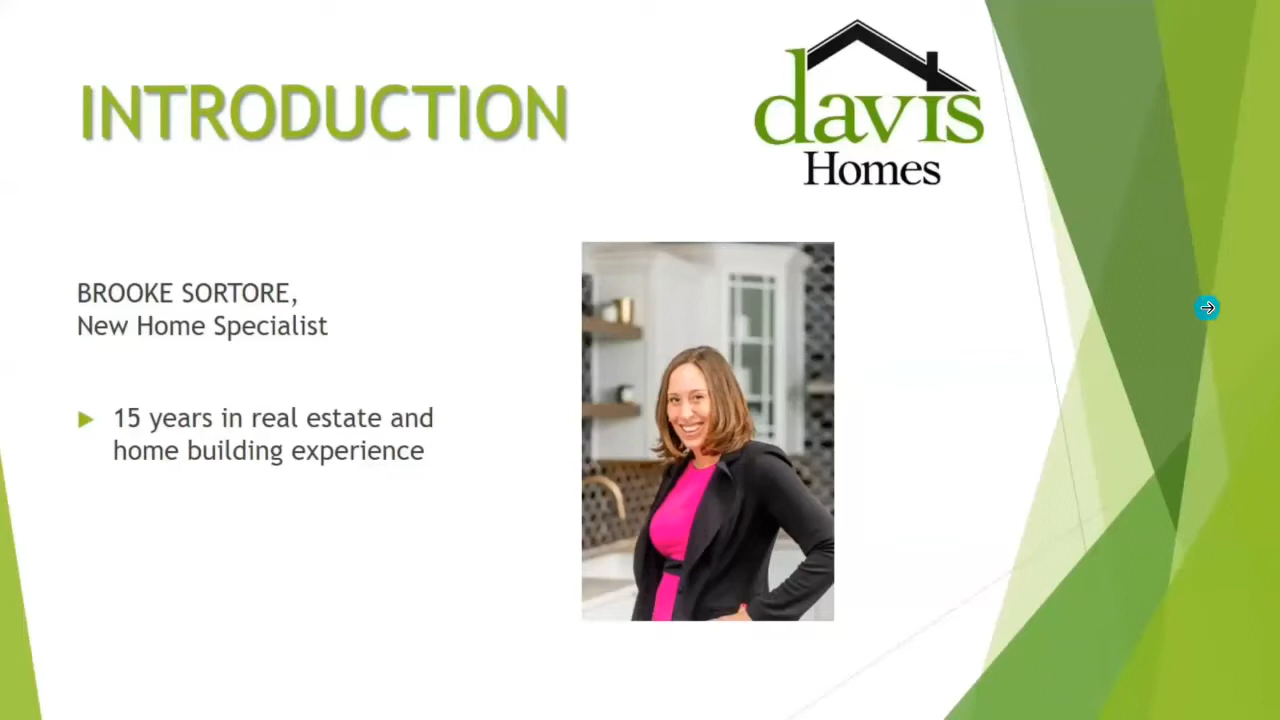 INTRODUCTION
davis
Homes
BROOKE SORTORE,
New Home Specialist
15 years in real estate and
home building experience